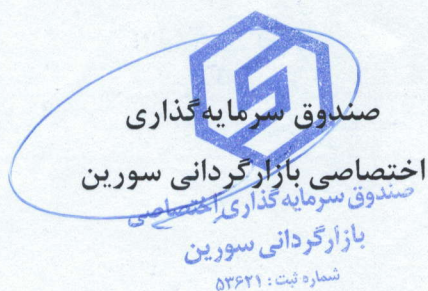 صندوق سرمایه‌گذاری
اختصاصی بازارگردانی سورین
صندوق سرمایه گذاری اختصاصی
بازارگردانی سورین
شماره ثبت : ۵۳۶۲۱